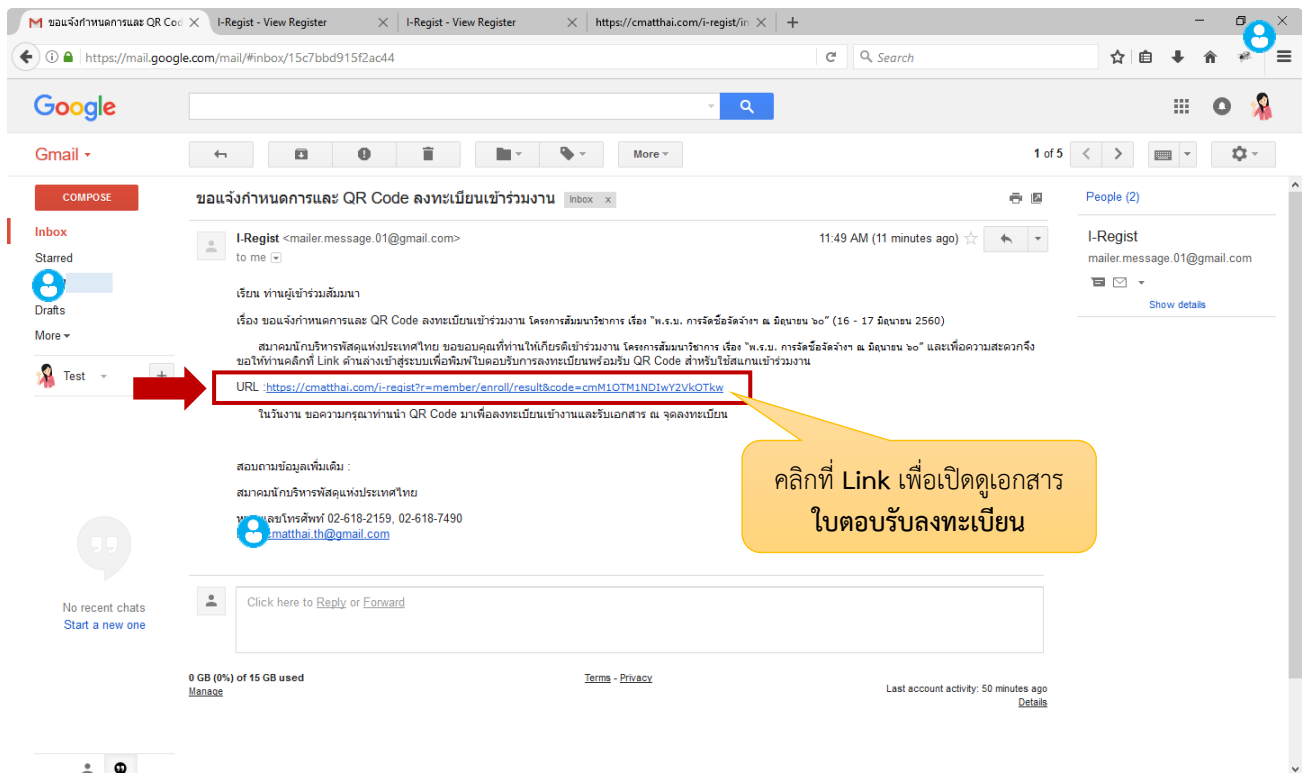 ขอแจ้งกำหนดการและ QR Cod
I-Regist - View Register
I-Regist - View Register
https://cmatthai.com/i-regist/in
https://mail.google.com/mail/#inbox/15c7bbd915f2ac44
Search
Google
Gmail
More
1 of 5
COMPOSE
ขอแจ้งกำหนดการและ QR Code ลงทะเบียนเข้าร่วมงาน Inbox x
People (2)
Inbox
I-Regist <mailer.message.01@gmail.com>
11:49 AM (11 minutes ago)
I-Regist
Starred
to me
mailer.message.01@gmail.com
Show details
Drafts
More
Test
เรียน ท่านผู้เข้าร่วมสัมมนา
เรื่อง ขอแจ้งกำหนดการและ QR Code ลงทะเบียนเข้าร่วมงาน โครงการสัมมนาวิชาการ เรื่อง "พ.ร.บ. การจัดซื้อจัดจ้างฯ ณ มิถุนายน ๖๐" (16 - 17 มิถุนายน 2560)
สมาคมนักบริหารพัสดุแห่งประเทศไทย ขอขอบคุณที่ท่านให้เกียรติเข้าร่วมงาน โครงการสัมมนาวิชาการ เรื่อง "พ.ร.บ. การจัดซื้อจัดจ้างฯ ณ มิถุนายน ๖๐" และเพื่อความสะดวกจึง
ขอให้ท่านคลิกที่ Link ด้านล่างเข้าสู่ระบบเพื่อพิมพ์ใบตอบรับการลงทะเบียนพร้อมรับ QR Code สำหรับใช้สแกนเข้าร่วมงาน
URL :https://cmatthai.com/i-regist?r=member/enroll/result&code=cmM1OTM1NDIwY2VkOTkw
ในวันงาน ขอความกรุณาท่านนำ QR Code มาเพื่อลงทะเบียนเข้างานและรับเอกสาร ณ จุดลงทะเบียน
คลิกที่ Link เพื่อเปิดดูเอกสาร
ใบตอบรับลงทะเบียน
สอบถามข้อมูลเพิ่มเติม :
สมาคมนักบริหารพัสดุแห่งประเทศไทย
เลขโทรศัพท์ 02-618-2159, 02-618-7490
cmatthai.th@gmail.com
Click here to Reply or Forward
No recent chats
Start a new one
0 GB (0%) of 15 GB used
Manage
Terms - Privacy
Last account activity: 50 minutes ago
Details